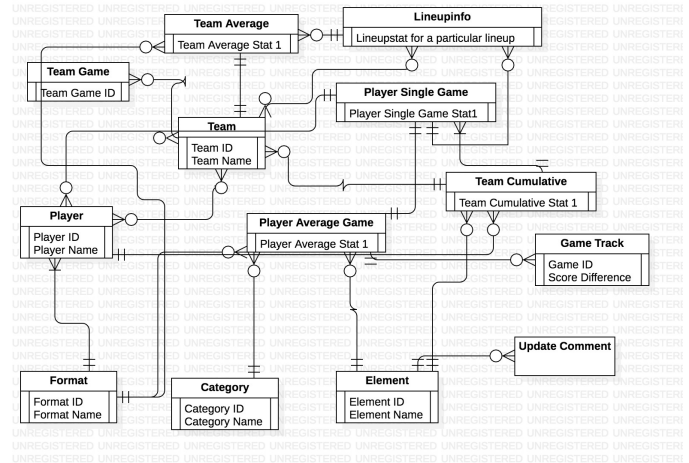 Team Average
Team Average Stat 1
Lineupinfo
Lineupstat for a particular lineup
Team Game
Team Game ID
Player Single Game
Player Single Game Stat1
Team
Team ID
Team Name
Team Cumulative
Team Cumulative Stat 1
Player
Player ID
Player Name
Player Average Game
Player Average Stat 1
Game Track
Game ID
Score Difference
Update Comment
Format
Format ID
Format Name
Category
Category ID
Category Name
Element
Element ID
Element Name